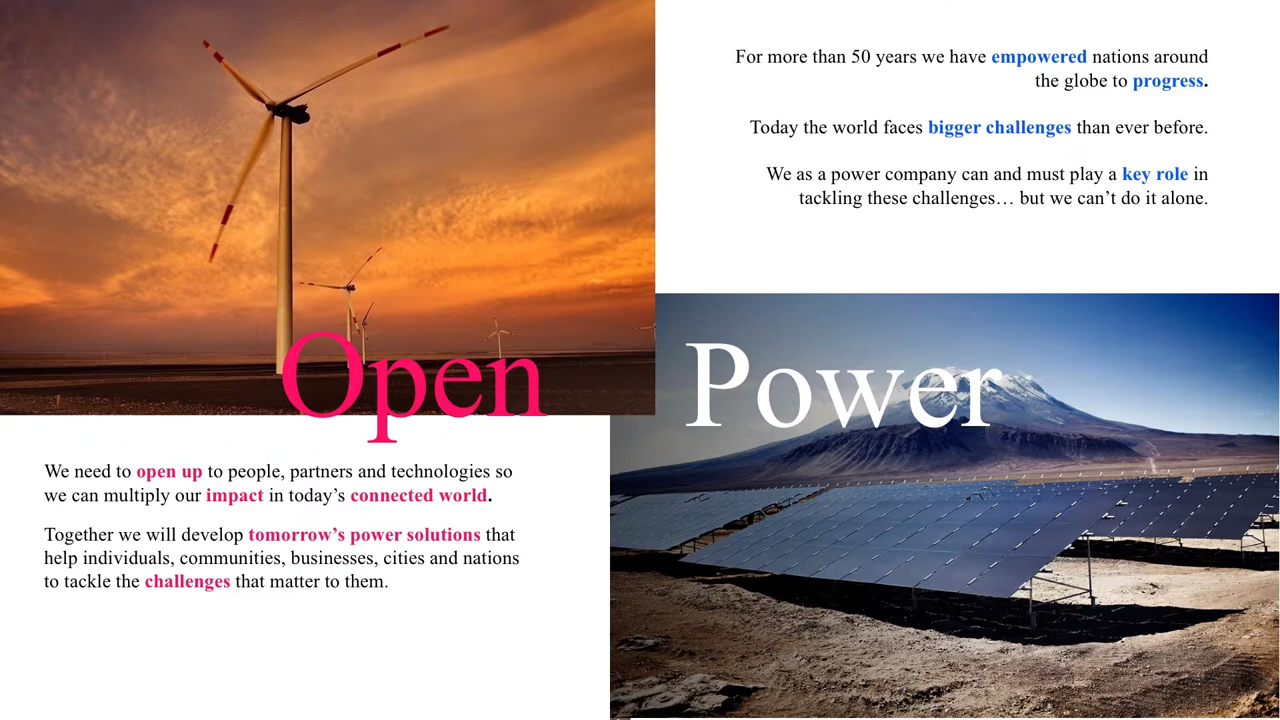 For more than 50 years we have empowered nations around
the globe to progress.
Today the world faces bigger challenges than ever before.
We as a power company can and must play a key role in
tackling these challenges… but we can’t do it alone.
Open Power
We need to open up to people, partners and technologies so
we can multiply our impact in today’s connected world.
Together we will develop tomorrow’s power solutions that
help individuals, communities, businesses, cities and nations
to tackle the challenges that matter to them.